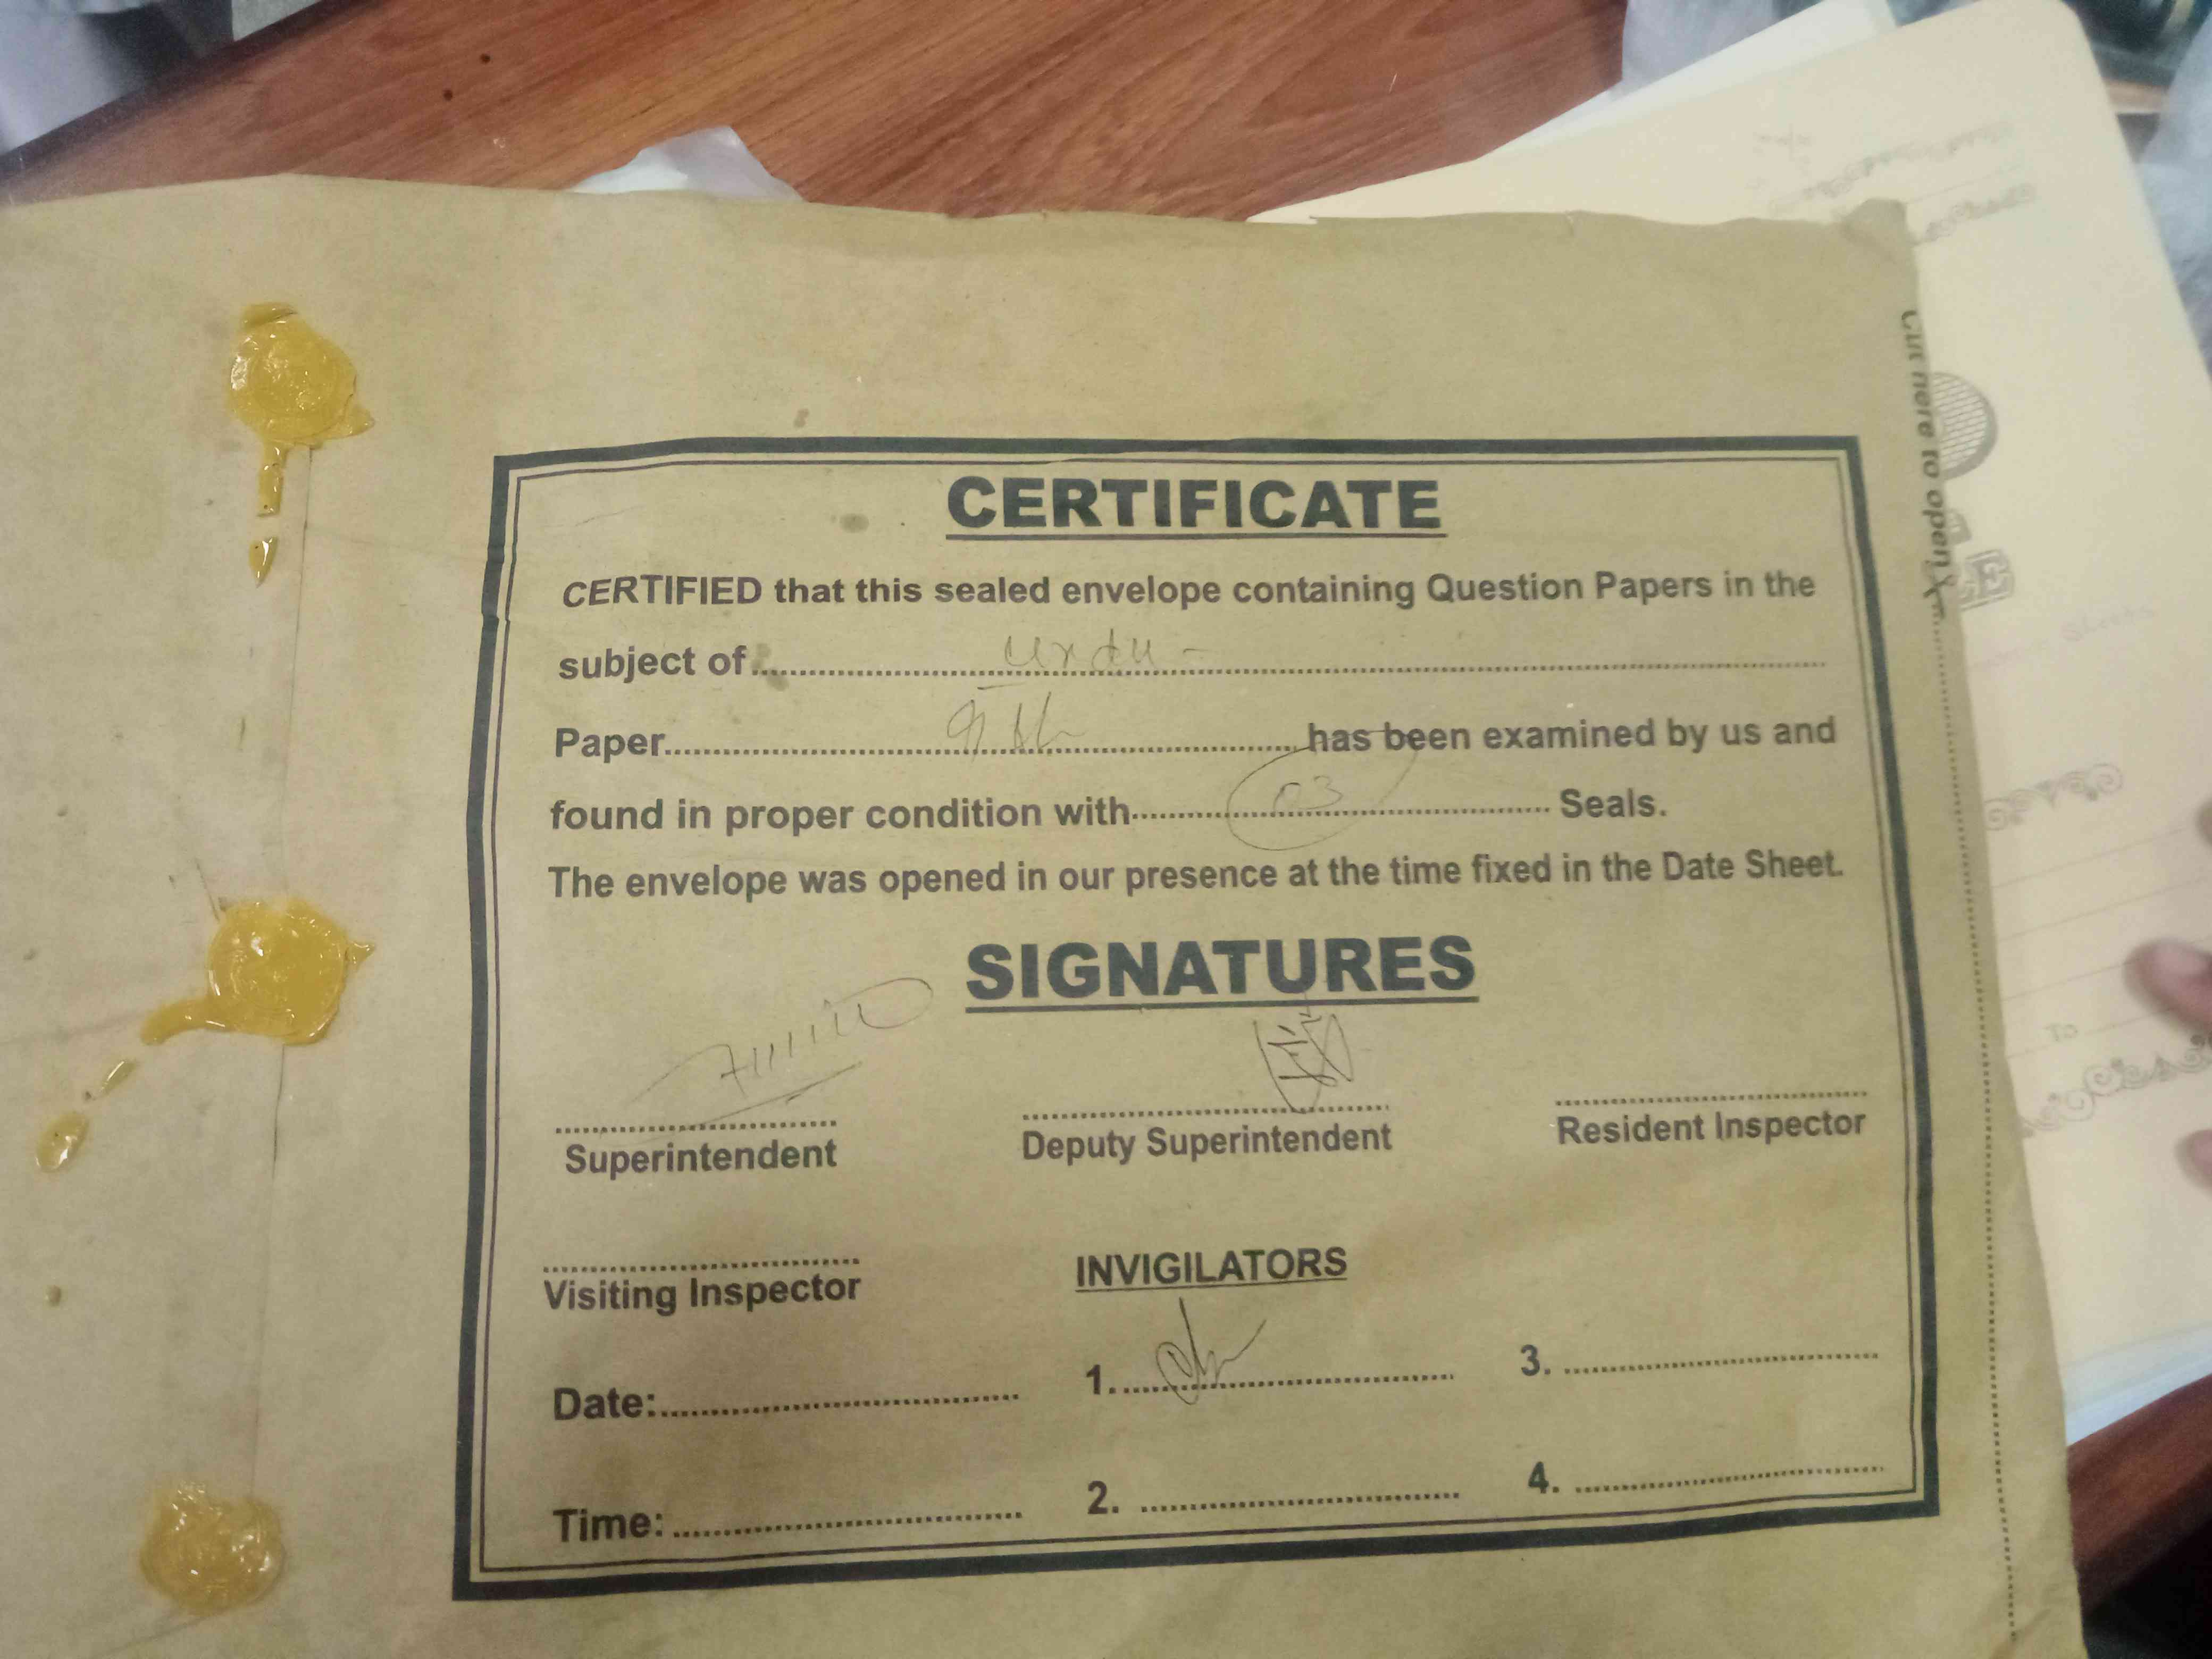 CERTIFICATE
CERTIFIED that this sealed envelope containing Question Papers in the
subject of.......... Urdu - ..........
Paper.......... 9th .......... has been examined by us and
found in proper condition with.......... 03 .......... Seals.
The envelope was opened in our presence at the time fixed in the Date Sheet.
SIGNATURES
Superintendent Deputy Superintendent Resident Inspector
Visiting Inspector INVIGILATORS
Date:.......... 1........... 3. ..........
Time:.......... 2. .......... 4. ..........
Cut here to open
To